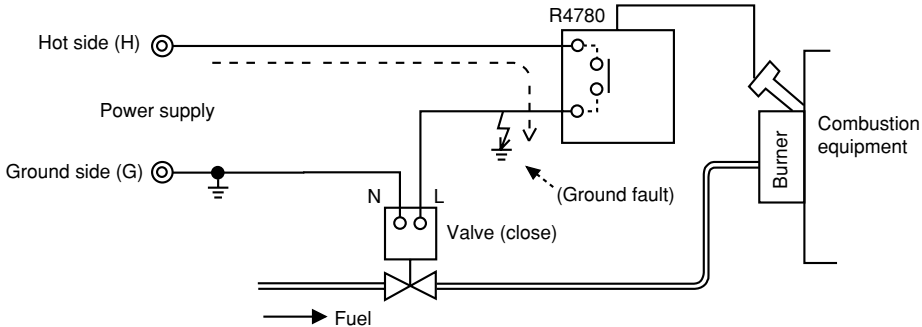 R4780
Hot side (H)
Power supply
Combustion
equipment
Burner
Ground side (G)
(Ground fault)
N
L
Valve (close)
Fuel